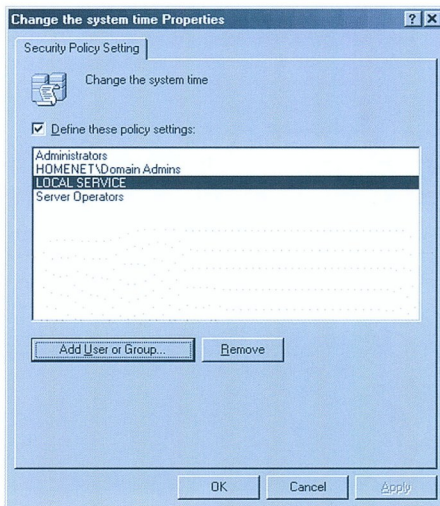 Change the system time Properties
Security Policy Setting
Change the system time
Define these policy settings:
Administrators
HOMENET\Domain Admins
LOCAL SERVICE
Server Operators
Add User or Group...
Remove
OK
Cancel
Apply